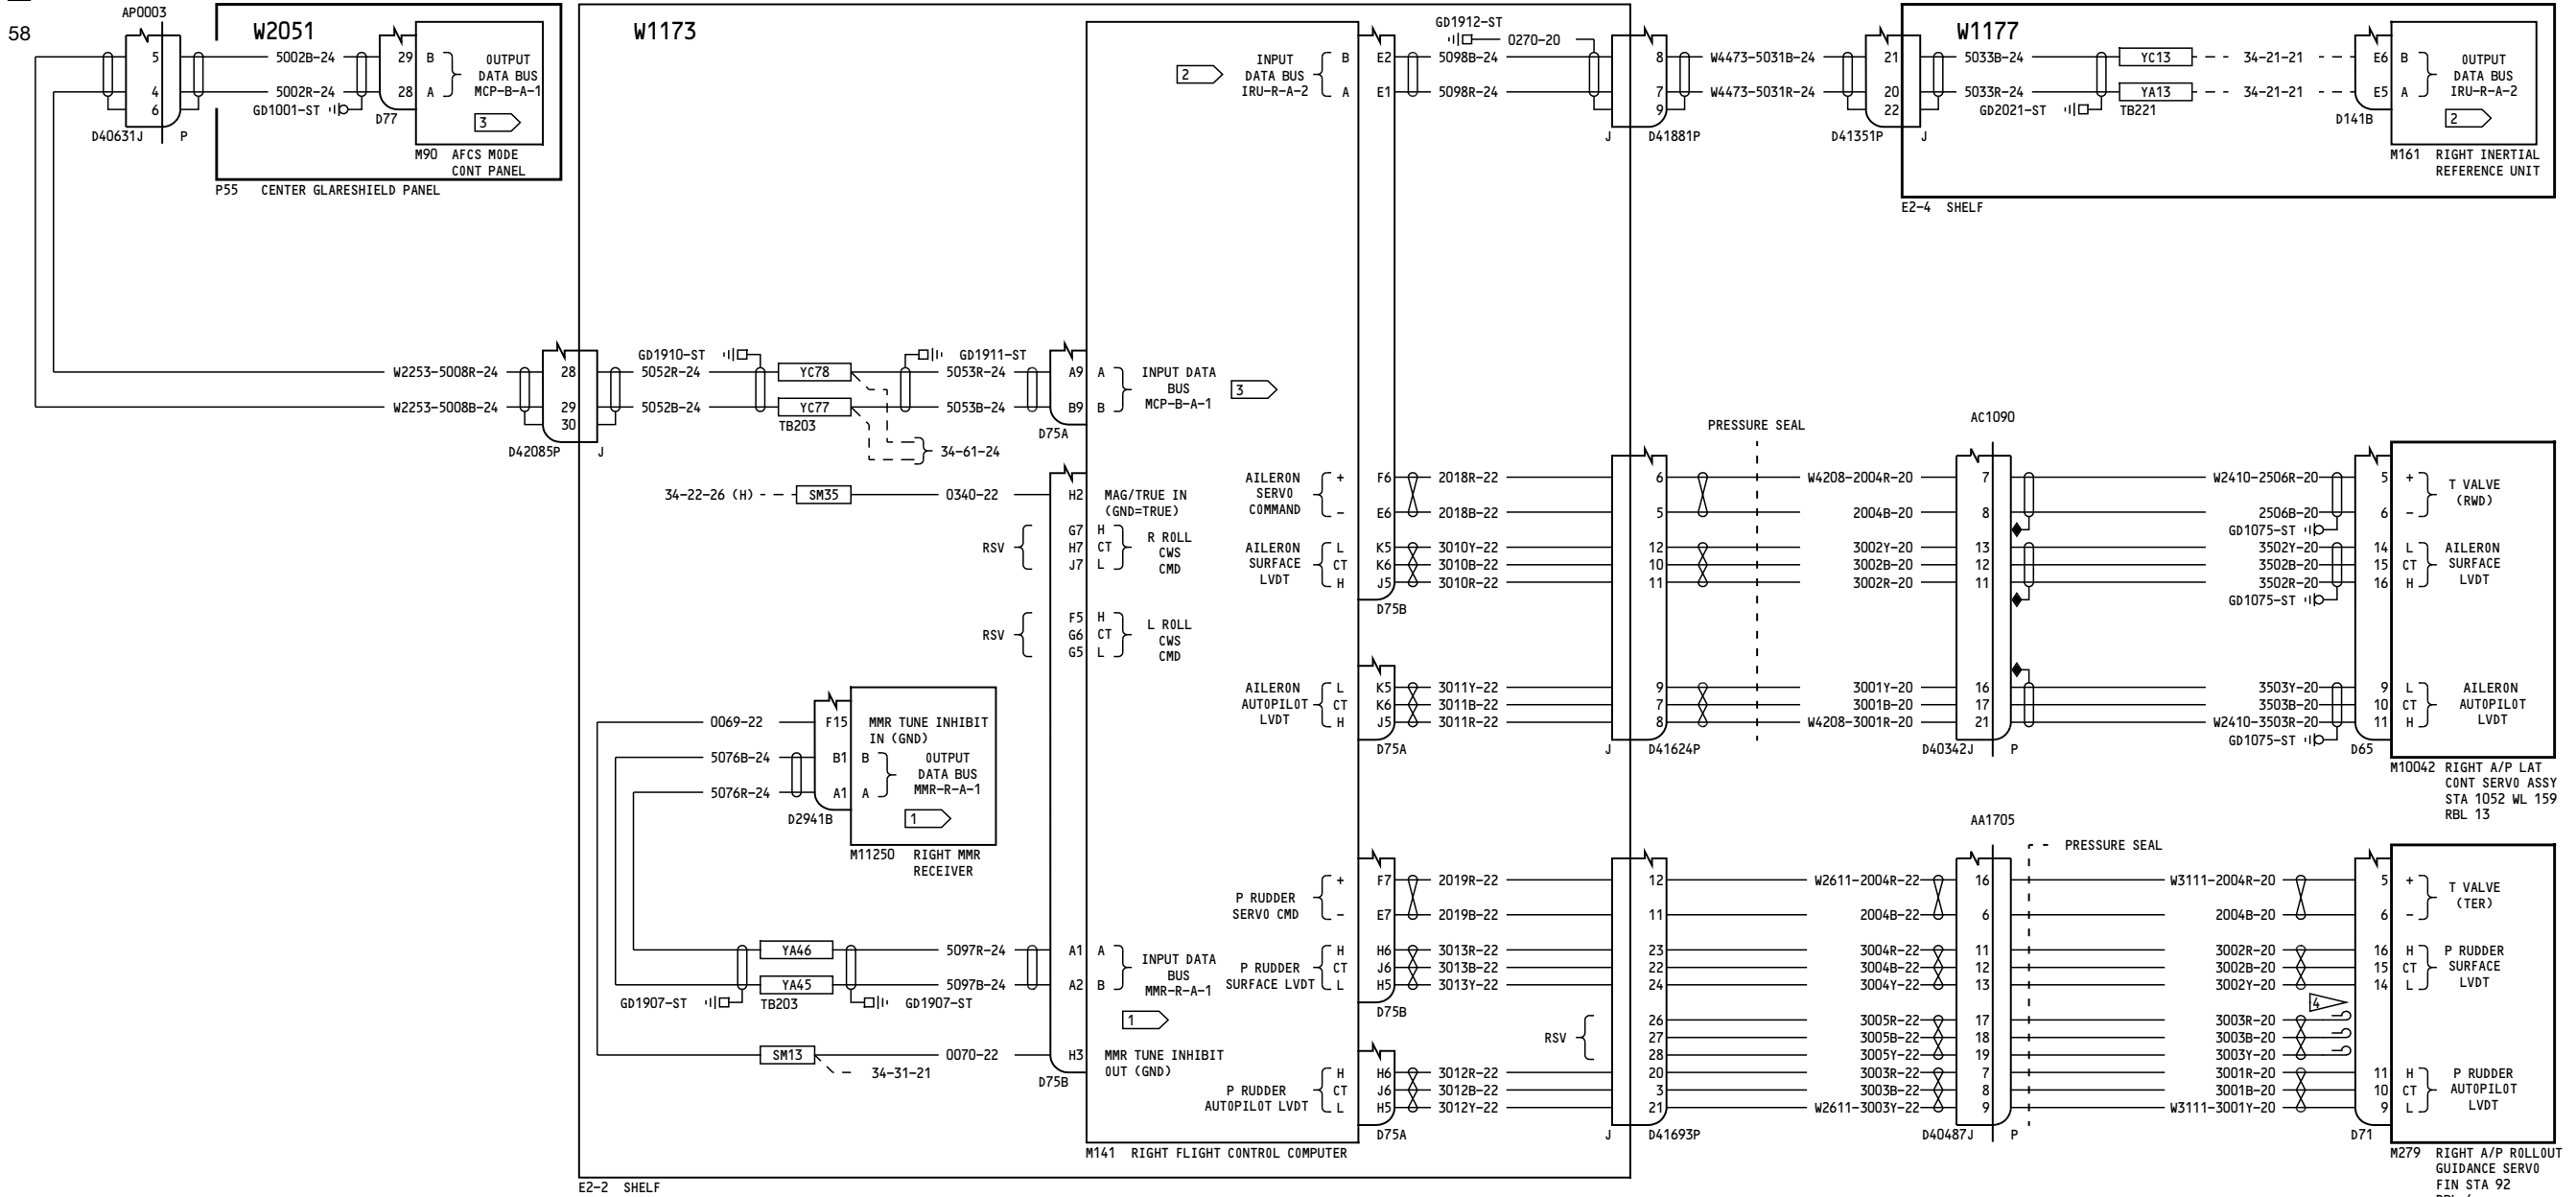 58
AP0003
W2051
5
5002B-24
29 B
OUTPUT
DATA BUS
MCP-B-A-1
4
5002R-24
28 A
6
GD1001-ST
D77
3
D40631J P
M90 AFCS MODE
CONT PANEL
P55 CENTER GLARESHIELD PANEL
W1173
GD1912-ST
0270-20
2
INPUT
DATA BUS
IRU-R-A-2
B E2 5098B-24 8 W4473-5031B-24 21
A E1 5098R-24 7 W4473-5031R-24 20
9 22
J D41881P D41351P J
W1177
5033B-24 YC13 34-21-21 E6 B
5033R-24 YA13 34-21-21 E5 A
OUTPUT
DATA BUS
IRU-R-A-2
GD2021-ST TB221
D141B
2
M161 RIGHT INERTIAL
REFERENCE UNIT
E2-4 SHELF
GD1910-ST GD1911-ST
W2253-5008R-24 28 5052R-24 YC78 5053R-24 A9 A
W2253-5008B-24 29 5052B-24 YC77 5053B-24 B9 B
30
INPUT DATA
BUS
MCP-B-A-1
3
TB203
D75A
D42085P J
34-61-24
34-22-26 (H) SM35 0340-22 H2 MAG/TRUE IN
(GND=TRUE)
RSV
G7 H
H7 CT
J7 L
R ROLL
CWS
CMD
RSV
F5 H
G6 CT
G5 L
L ROLL
CWS
CMD
PRESSURE SEAL
AC1090
AILERON
SERVO
COMMAND
+ F6 2018R-22 6 W4208-2004R-20 7 W2410-2506R-20 5 +
- E6 2018B-22 5 2004B-20 8 2506B-20 6 -
T VALVE
(RWD)
GD1075-ST
AILERON
SURFACE
LVDT
L K5 3010Y-22 12 3002Y-20 13 3502Y-20 14 L
CT K6 3010B-22 10 3002B-20 12 3502B-20 15 CT
H J5 3010R-22 11 3002R-20 11 3502R-20 16 H
AILERON
SURFACE
LVDT
GD1075-ST
D75B
AILERON
AUTOPILOT
LVDT
L K5 3011Y-22 9 3001Y-20 16 3503Y-20 9 L
CT K6 3011B-22 7 3001B-20 17 3503B-20 10 CT
H J5 3011R-22 8 W4208-3001R-20 21 W2410-3503R-20 11 H
AILERON
AUTOPILOT
LVDT
GD1075-ST
D75A J D41624P D40342J P D65
M10042 RIGHT A/P LAT
CONT SERVO ASSY
STA 1052 WL 159
RBL 13
0069-22 F15 MMR TUNE INHIBIT
IN (GND)
5076B-24 B1 B
5076R-24 A1 A
OUTPUT
DATA BUS
MMR-R-A-1
D2941B
1
M11250 RIGHT MMR
RECEIVER
YA46 5097R-24 A1 A
YA45 5097B-24 A2 B
INPUT DATA
BUS
MMR-R-A-1
GD1907-ST TB203 GD1907-ST
1
SM13 0070-22 H3 MMR TUNE INHIBIT
OUT (GND)
34-31-21
D75B
AA1705
PRESSURE SEAL
P RUDDER
SERVO CMD
+ F7 2019R-22 12 W2611-2004R-22 16 W3111-2004R-20 5 +
- E7 2019B-22 11 2004B-22 6 2004B-20 6 -
T VALVE
(TER)
P RUDDER
SURFACE LVDT
H H6 3013R-22 23 3004R-22 11 3002R-20 16 H
CT J6 3013B-22 22 3004B-22 12 3002B-20 15 CT
L H5 3013Y-22 24 3004Y-22 13 3002Y-20 14 L
P RUDDER
SURFACE
LVDT
D75B
4
RSV
26 3005R-22 17 3003R-20
27 3005B-22 18 3003B-20
28 3005Y-22 19 3003Y-20
P RUDDER
AUTOPILOT LVDT
H H6 3012R-22 20 3003R-22 7 3001R-20 11 H
CT J6 3012B-22 3 3003B-22 8 3001B-20 10 CT
L H5 3012Y-22 21 W2611-3003Y-22 9 W3111-3001Y-20 9 L
P RUDDER
AUTOPILOT
LVDT
D75A J D41693P D40487J P D71
M141 RIGHT FLIGHT CONTROL COMPUTER
M279 RIGHT A/P ROLLOUT
GUIDANCE SERVO
FIN STA 92
E2-2 SHELF